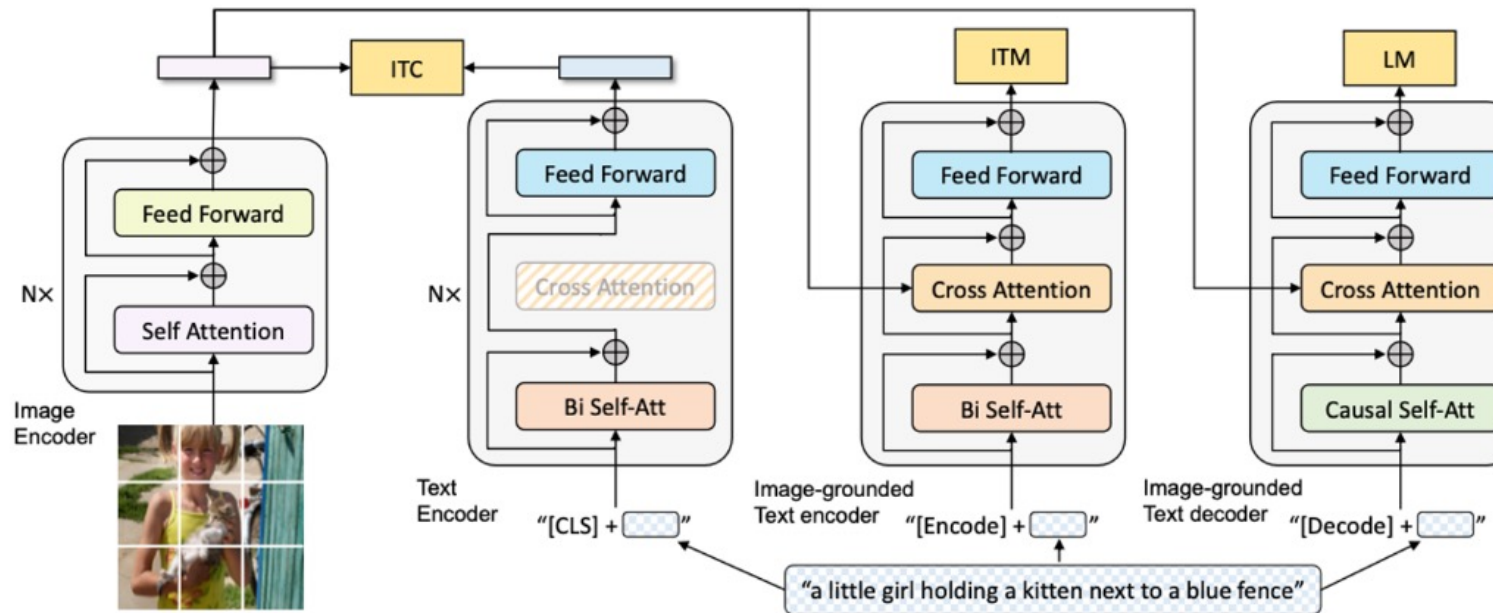 ITC
ITM
LM
Feed Forward
Self Attention
N×
Image
Encoder
Feed Forward
Cross Attention
Bi Self-Att
N×
Text
Encoder
"[CLS] + "
Feed Forward
Cross Attention
Bi Self-Att
Image-grounded
Text encoder
"[Encode] + "
Feed Forward
Cross Attention
Causal Self-Att
Image-grounded
Text decoder
"[Decode] + "
"a little girl holding a kitten next to a blue fence"